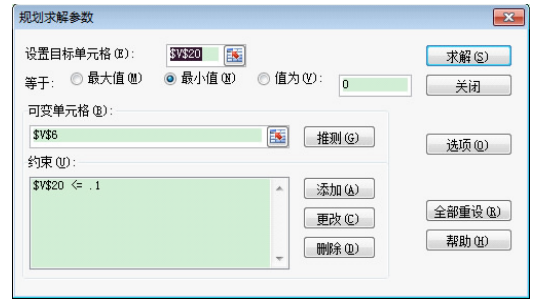 规划求解参数
设置目标单元格(E): $V$20 求解(S)
等于: 最大值(M) 最小值(N) 值为(V): 0 关闭
可变单元格(B):
$V$6 推测(G) 选项(O)
约束(U):
$V$20 <= .1 添加(A)
更改(C) 全部重设(R)
删除(D) 帮助(H)